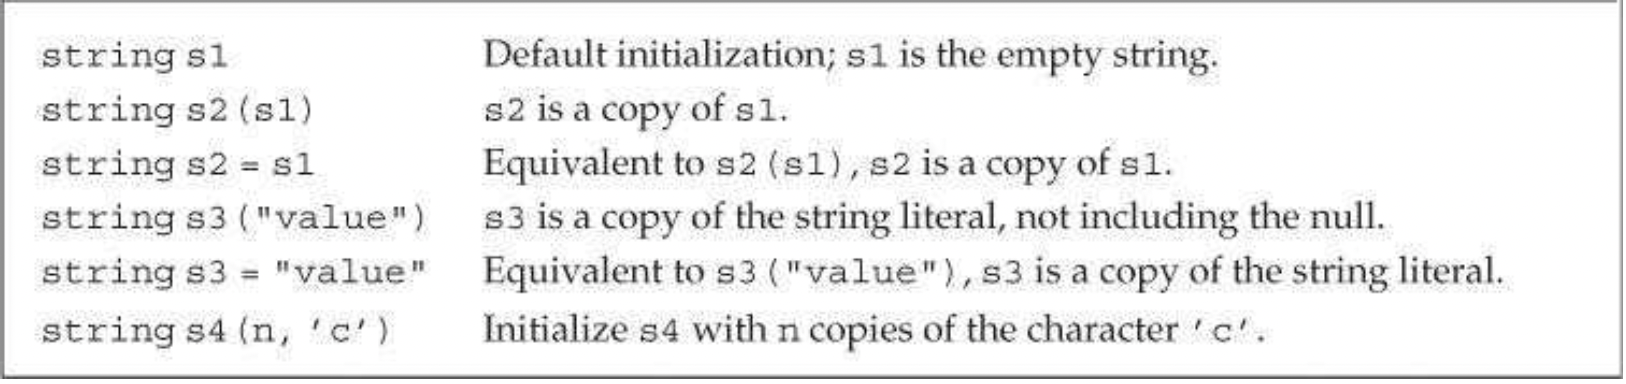 string s1 Default initialization; s1 is the empty string.
string s2(s1) s2 is a copy of s1.
string s2 = s1 Equivalent to s2(s1), s2 is a copy of s1.
string s3("value") s3 is a copy of the string literal, not including the null.
string s3 = "value" Equivalent to s3("value"), s3 is a copy of the string literal.
string s4(n, 'c') Initialize s4 with n copies of the character 'c'.